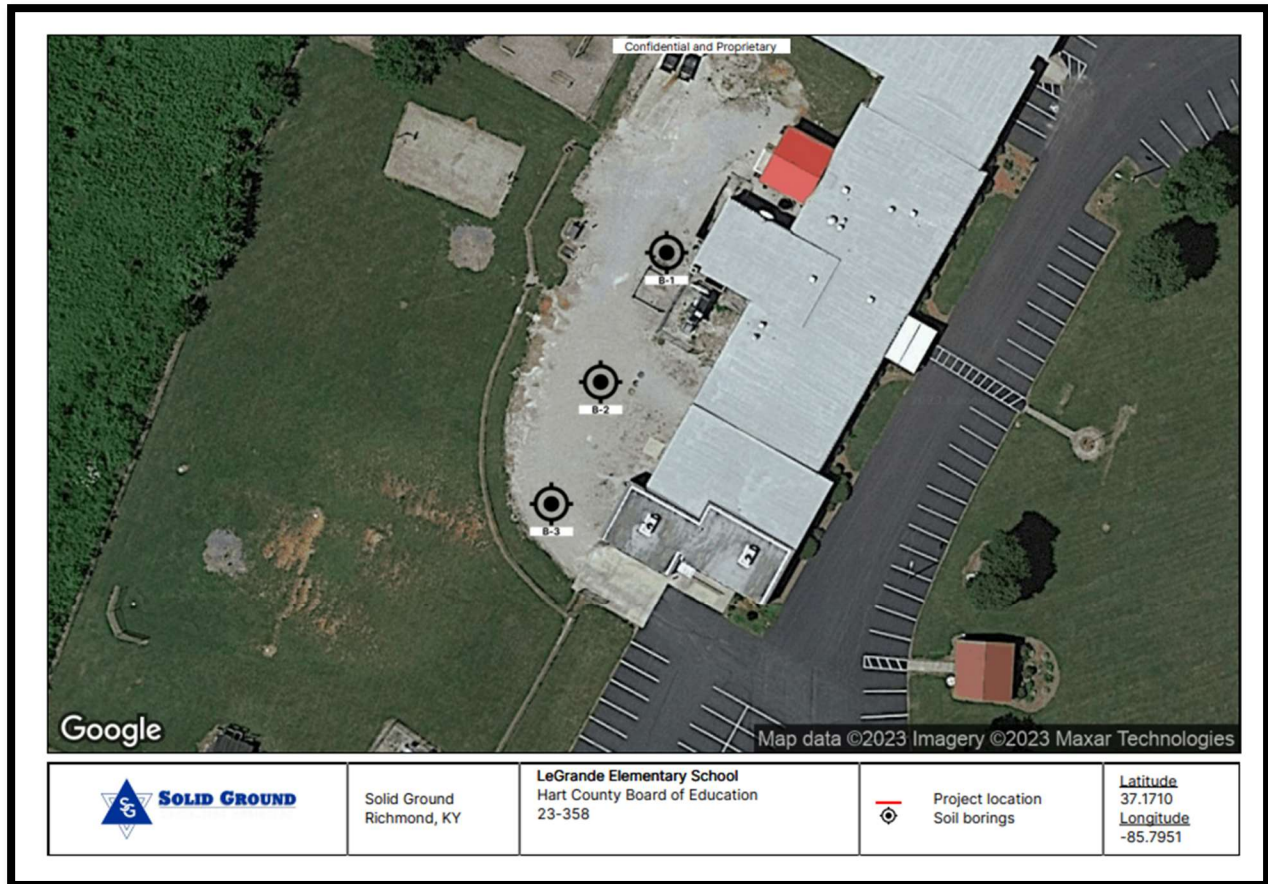 Confidential and Proprietary
B-1
B-2
B-3
Google
Map data ©2023 Imagery ©2023 Maxar Technologies
SG
SOLID GROUND
Solid Ground
Richmond, KY
LeGrande Elementary School
Hart County Board of Education
23-358
Project location
Soil borings
Latitude
37.1710
Longitude
-85.7951